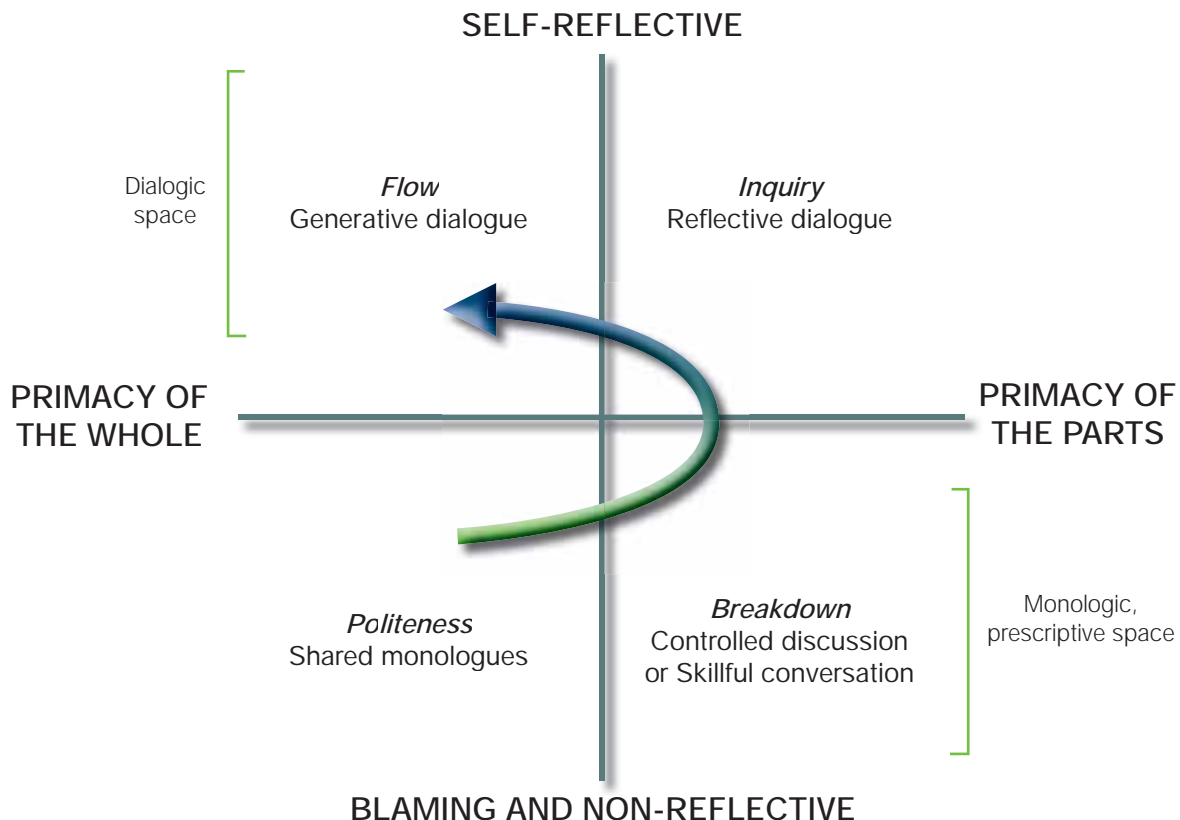 SELF-REFLECTIVE
Dialogic
space
Flow
Generative dialogue
Inquiry
Reflective dialogue
PRIMACY OF
THE WHOLE
PRIMACY OF
THE PARTS
Politeness
Shared monologues
Breakdown
Controlled discussion
or Skillful conversation
Monologic,
prescriptive space
BLAMING AND NON-REFLECTIVE